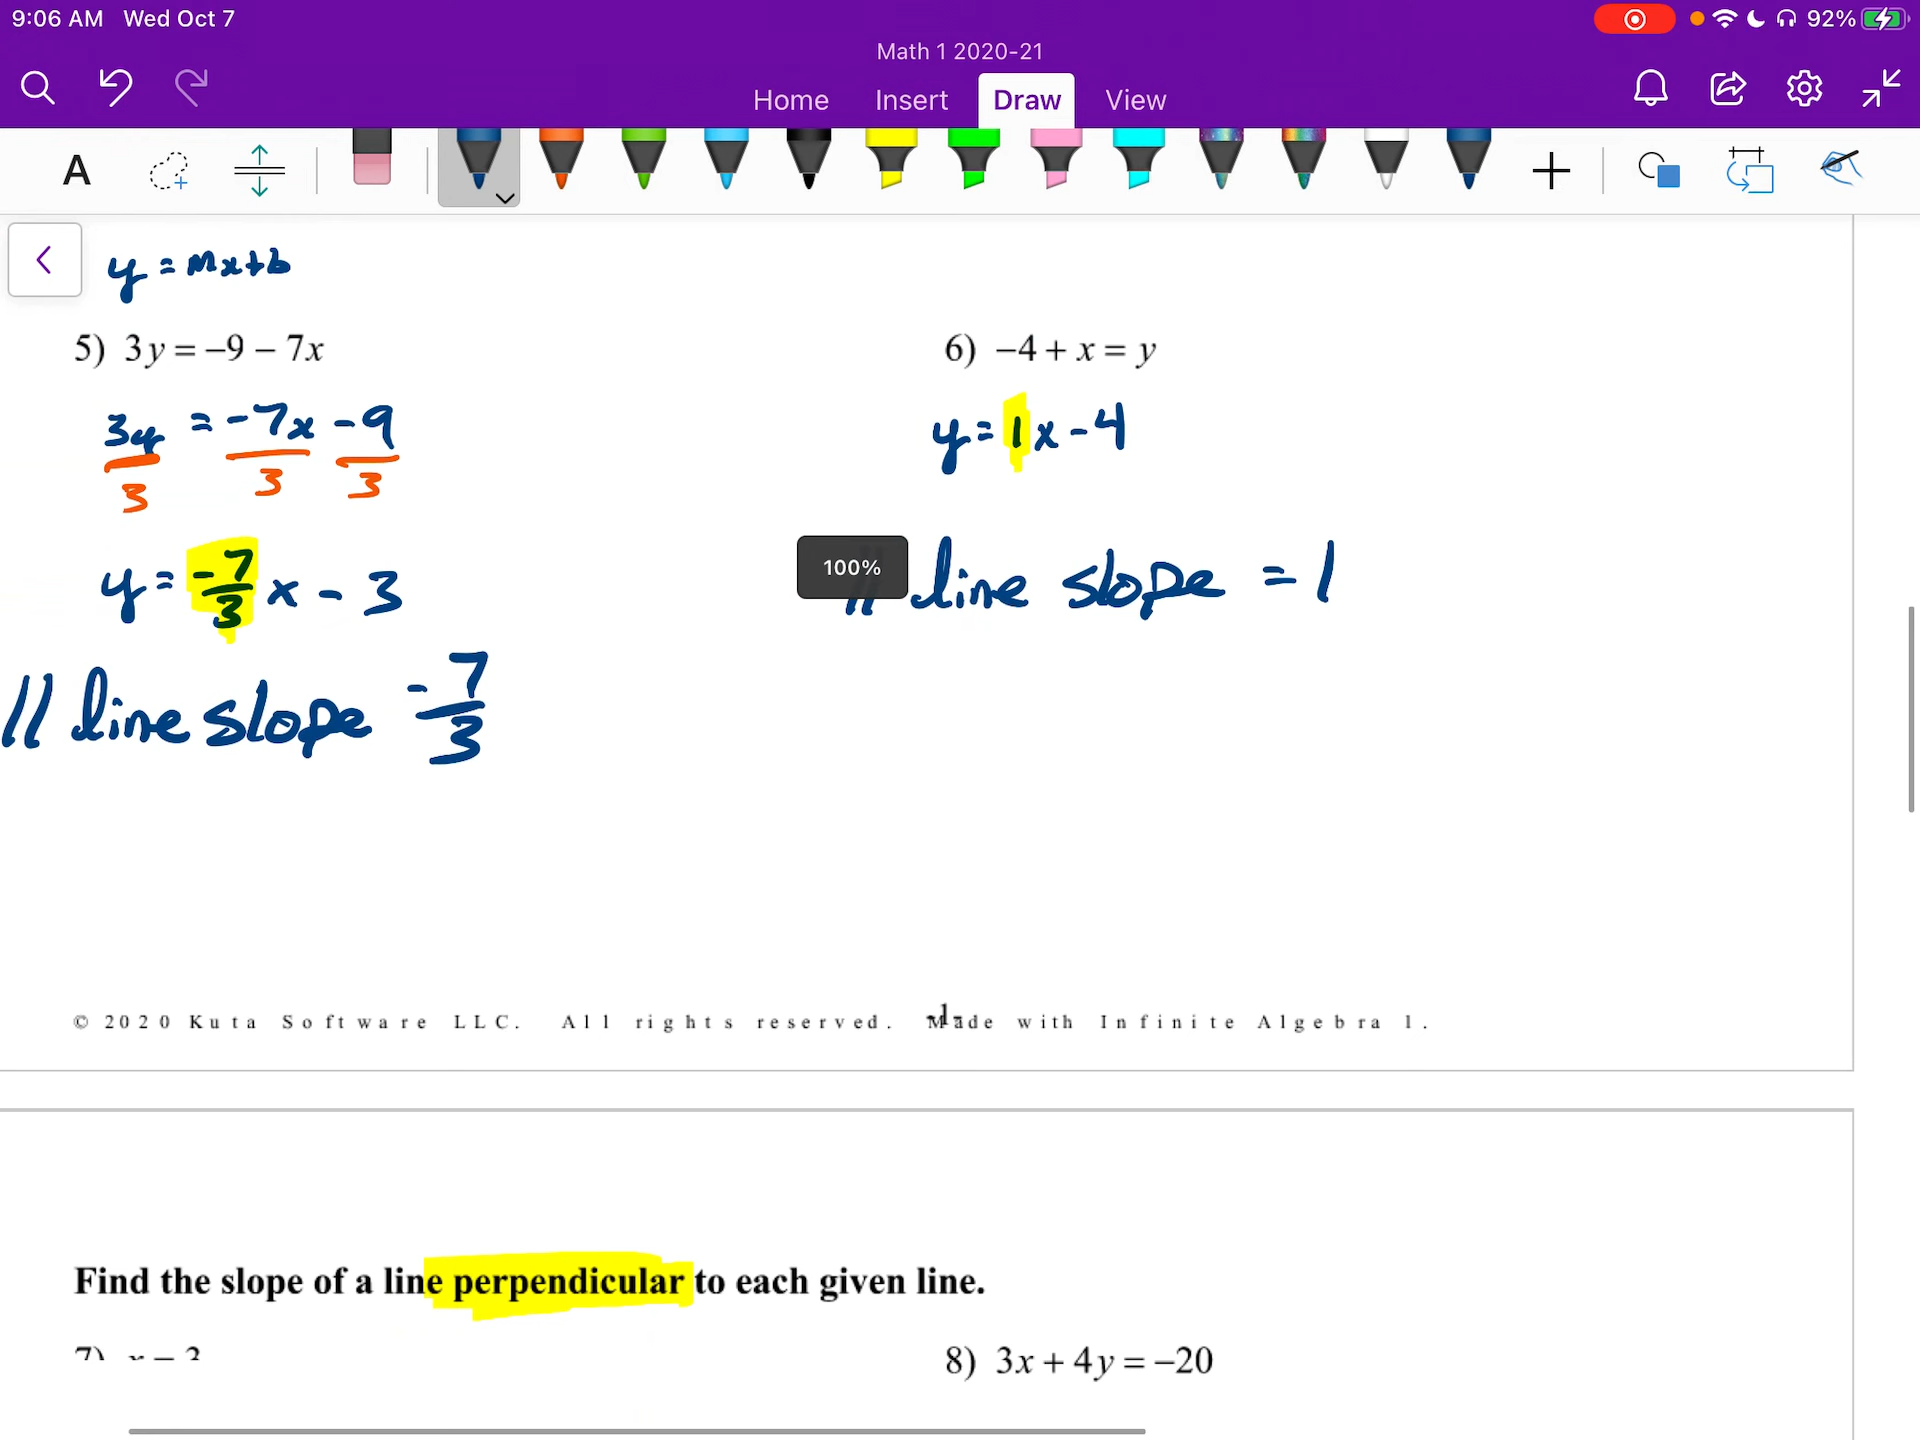 9:06 AM Wed Oct 7
92%
Math 1 2020-21
Home Insert Draw View
A
y = mx+b
5) 3y = –9 – 7x
6) –4 + x = y
3y = -7x -9
3 3 3
y = 1x - 4
y = -7/3 x - 3
100%
line slope = 1
// line slope -7/3
© 2020 Kuta Software LLC. All rights reserved. Made with Infinite Algebra 1.
-1-
Find the slope of a line perpendicular to each given line.
7)
8) 3x + 4y = –20